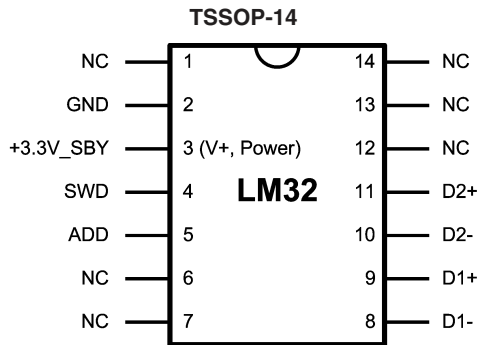 TSSOP-14
NC 1 14 NC
GND 2 13 NC
+3.3V_SBY 3 (V+, Power) 12 NC
LM32
SWD 4 11 D2+
ADD 5 10 D2-
NC 6 9 D1+
NC 7 8 D1-